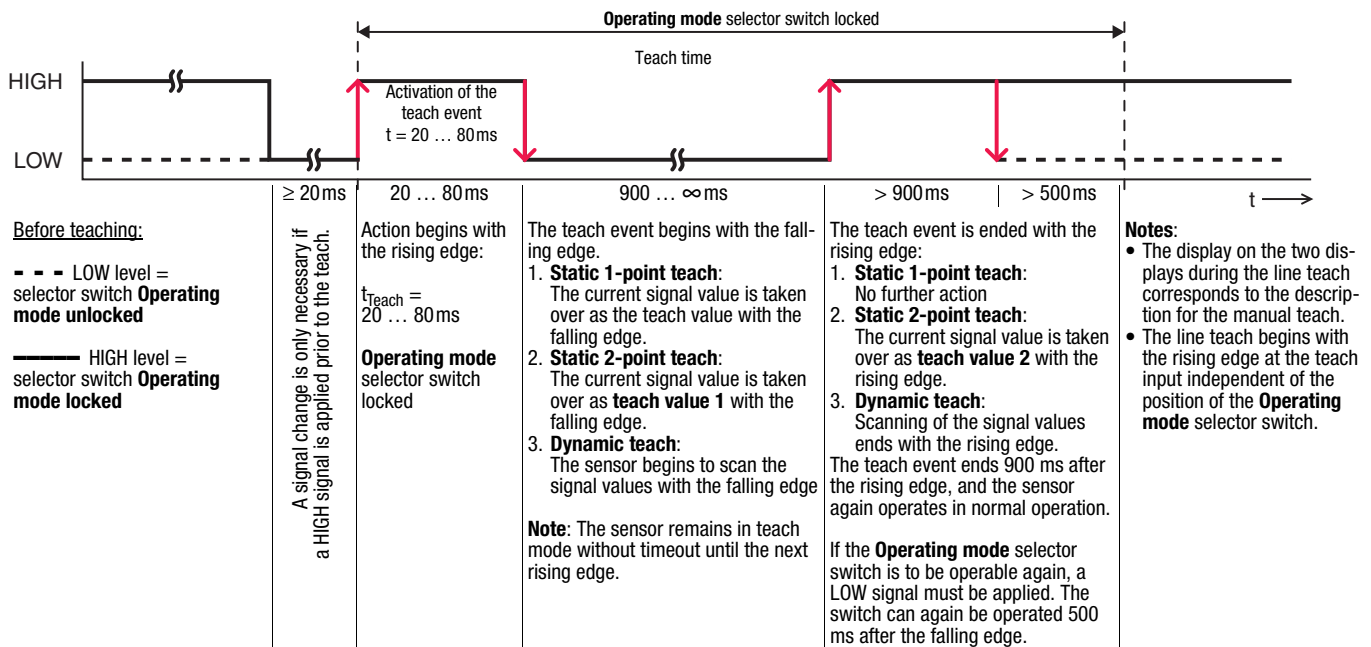 Operating mode selector switch locked
Teach time
HIGH
Activation of the
teach event
t = 20 … 80 ms
LOW
≥ 20 ms
20 … 80 ms
900 … ∞ ms
> 900 ms
> 500 ms
t
Before teaching:
LOW level =
selector switch Operating
mode unlocked
HIGH level =
selector switch Operating
mode locked
A signal change is only necessary if
a HIGH signal is applied prior to the teach.
Action begins with
the rising edge:
tTeach =
20 … 80 ms
Operating mode
selector switch
locked
The teach event begins with the fall-
ing edge.
1. Static 1-point teach:
The current signal value is taken
over as the teach value with the
falling edge.
2. Static 2-point teach:
The current signal value is taken
over as teach value 1 with the
falling edge.
3. Dynamic teach:
The sensor begins to scan the
signal values with the falling edge
Note: The sensor remains in teach
mode without timeout until the next
rising edge.
The teach event is ended with the
rising edge:
1. Static 1-point teach:
No further action
2. Static 2-point teach:
The current signal value is taken
over as teach value 2 with the
rising edge.
3. Dynamic teach:
Scanning of the signal values
ends with the rising edge.
The teach event ends 900 ms after
the rising edge, and the sensor
again operates in normal operation.
If the Operating mode selector
switch is to be operable again, a
LOW signal must be applied. The
switch can again be operated 500
ms after the falling edge.
Notes:
• The display on the two dis-
plays during the line teach
corresponds to the descrip-
tion for the manual teach.
• The line teach begins with
the rising edge at the teach
input independent of the
position of the Operating
mode selector switch.